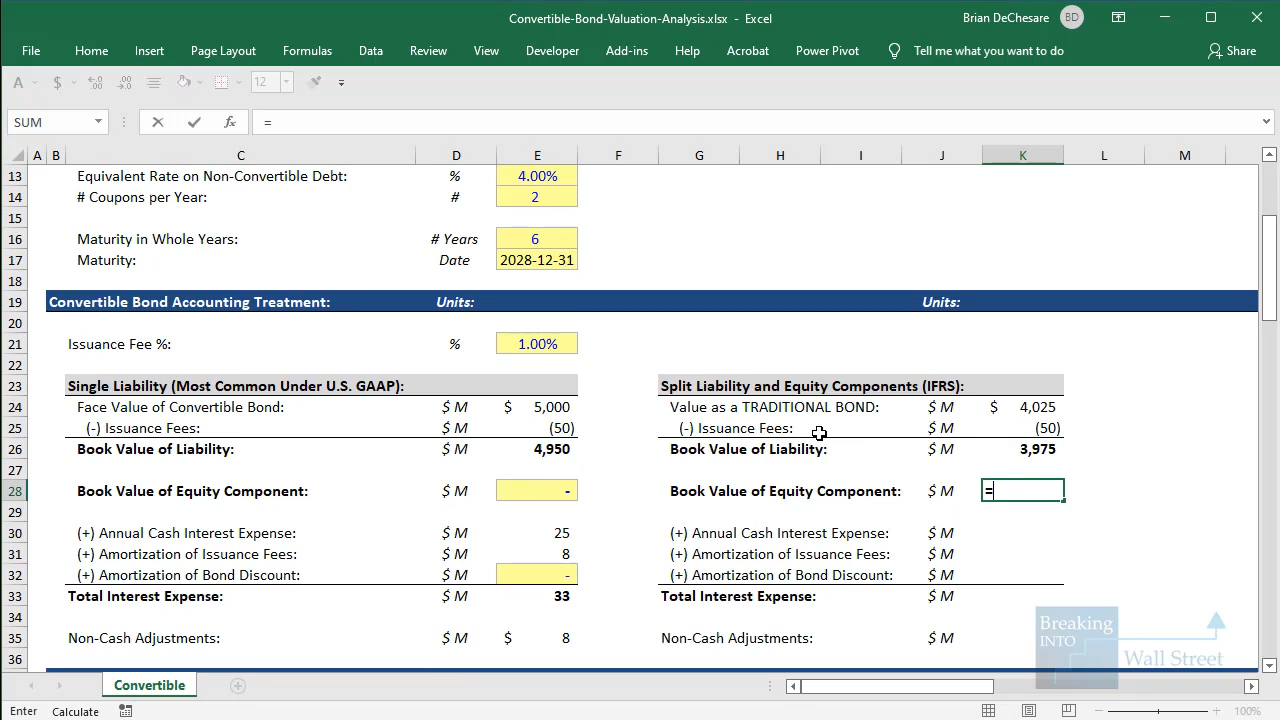 Convertible-Bond-Valuation-Analysis.xlsx - Excel
Brian DeChesare BD
File Home Insert Page Layout Formulas Data Review View Developer Add-ins Help Acrobat Power Pivot Tell me what you want to do Share
A $ 12
SUM fx =
A B C D E F G H I J K L M
13 Equivalent Rate on Non-Convertible Debt: % 4.00%
14 # Coupons per Year: # 2
15
16 Maturity in Whole Years: # Years 6
17 Maturity: Date 2028-12-31
18
19 Convertible Bond Accounting Treatment: Units: Units:
20
21 Issuance Fee %: % 1.00%
22
23 Single Liability (Most Common Under U.S. GAAP): Split Liability and Equity Components (IFRS):
24 Face Value of Convertible Bond: $ M $ 5,000 Value as a TRADITIONAL BOND: $ M $ 4,025
25 (-) Issuance Fees: $ M (50) (-) Issuance Fees: $ M (50)
26 Book Value of Liability: $ M 4,950 Book Value of Liability: $ M 3,975
27
28 Book Value of Equity Component: $ M - Book Value of Equity Component: $ M =
29
30 (+) Annual Cash Interest Expense: $ M 25 (+) Annual Cash Interest Expense: $ M
31 (+) Amortization of Issuance Fees: $ M 8 (+) Amortization of Issuance Fees: $ M
32 (+) Amortization of Bond Discount: $ M - (+) Amortization of Bond Discount: $ M
33 Total Interest Expense: $ M 33 Total Interest Expense: $ M
34
35 Non-Cash Adjustments: $ M $ 8 Non-Cash Adjustments: $ M
36
Breaking
INTO
Wall Street
Convertible
Enter Calculate 100%